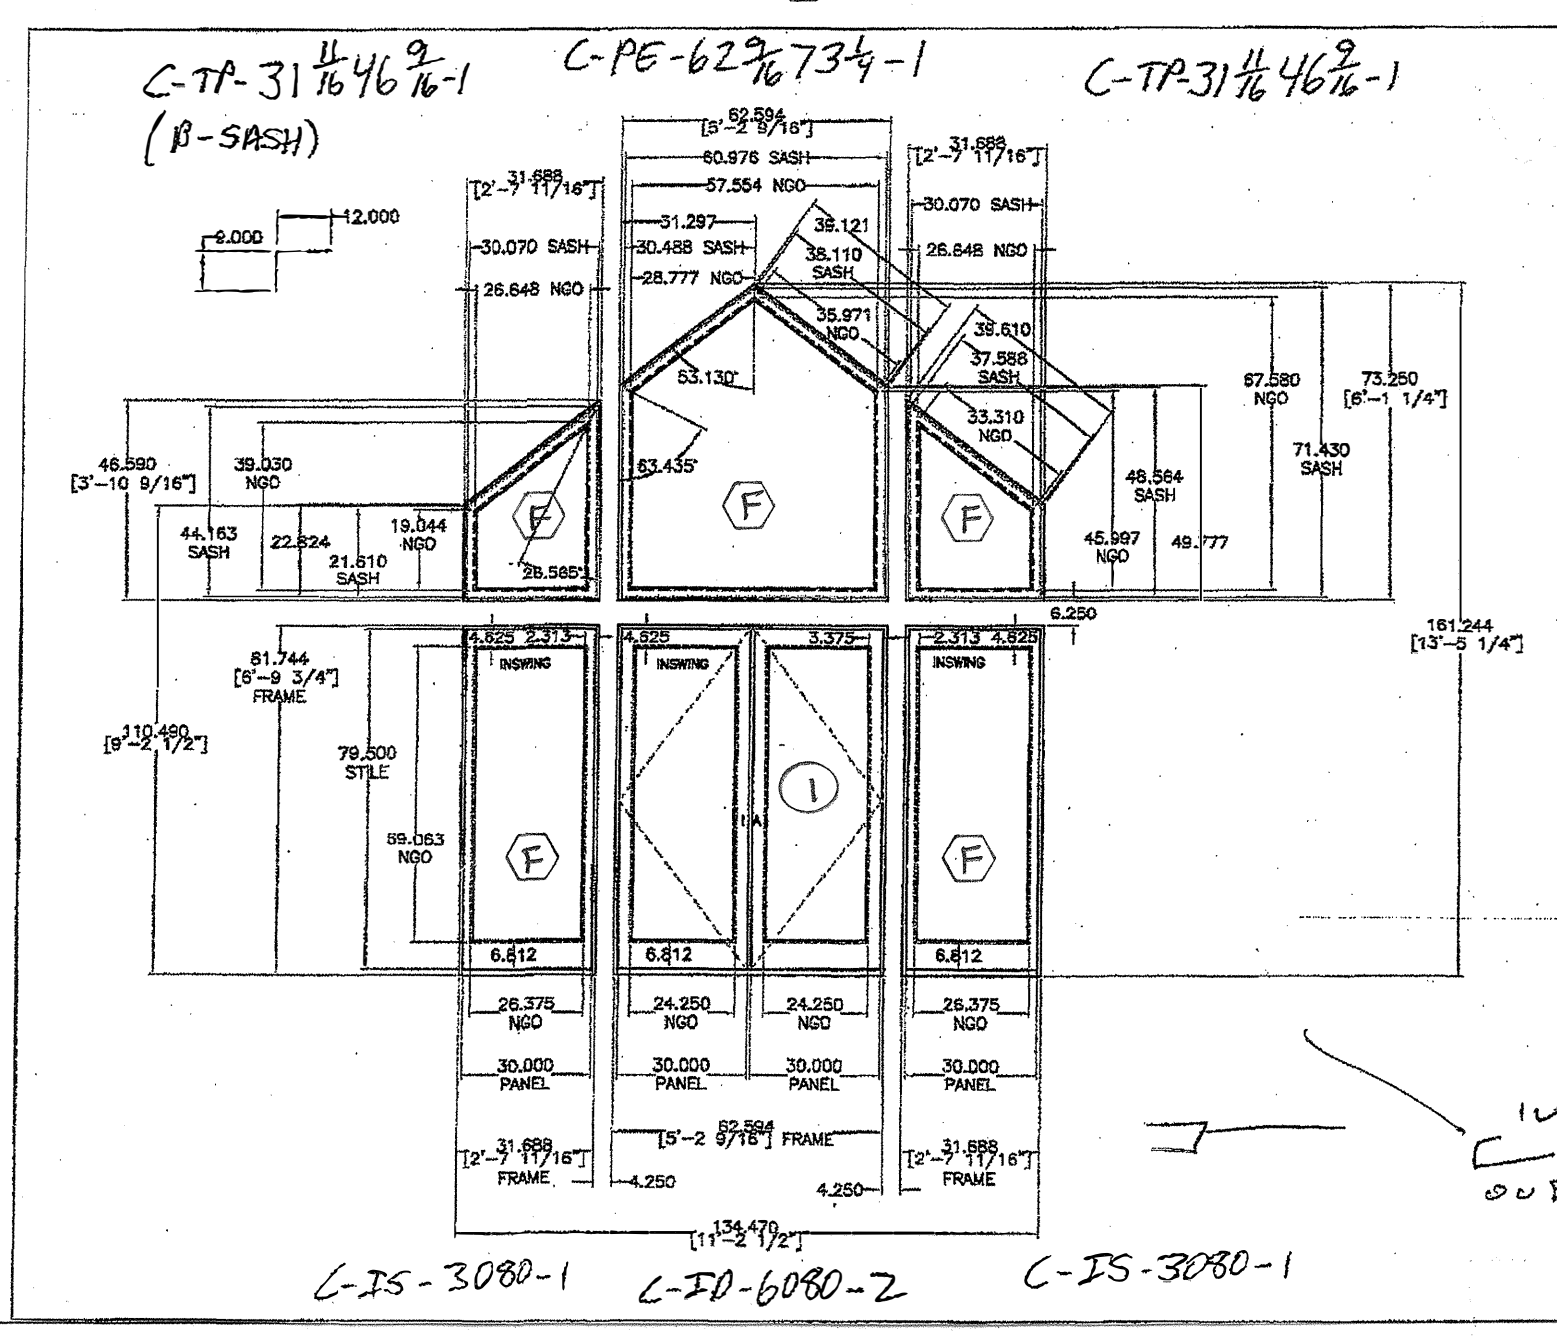 C-TP-31 11/16 46 9/16-1
(B-SASH)
C-PE-62 9/16 73 1/4-1
C-TP-31 11/16 46 9/16-1
62.594
[5'-2 9/16"]
60.976 SASH
57.554 NGO
31.688
[2'-7 11/16"]
31.688
[2'-7 11/16"]
12.000
9.000
30.070 SASH
26.648 NGO
31.297
30.488 SASH
28.777 NGO
39.121
38.110
SASH
35.971
NGO
30.070 SASH
26.648 NGO
39.610
37.588
SASH
33.310
NGO
53.130°
63.435°
26.565°
67.580
NGO
73.250
[6'-1 1/4"]
71.430
SASH
46.590
[3'-10 9/16"]
39.030
NGO
44.163
SASH
22.824
21.610
SASH
19.044
NGO
F
F
F
48.564
SASH
45.997
NGO
49.777
6.250
161.244
[13'-5 1/4"]
4.625 2.313
INSWING
4.625
INSWING
3.375
2.313 4.625
INSWING
81.744
[6'-9 3/4"]
FRAME
110.490
[9'-2 1/2"]
79.500
STILE
59.063
NGO
1
F
F
6.812
6.812
6.812
26.375
NGO
24.250
NGO
24.250
NGO
26.375
NGO
30.000
PANEL
30.000
PANEL
30.000
PANEL
30.000
PANEL
62.594
[5'-2 9/16"] FRAME
31.688
[2'-7 11/16"]
FRAME
31.688
[2'-7 11/16"]
FRAME
4.250
4.250
134.470
[11'-2 1/2"]
C-IS-3080-1
C-ID-6080-2
C-IS-3080-1